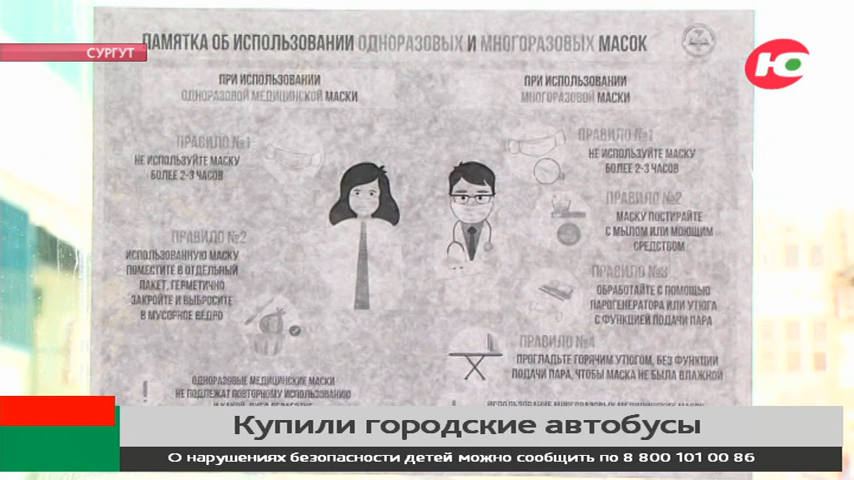 СУРГУТ
Ю
ПАМЯТКА ОБ ИСПОЛЬЗОВАНИИ ОДНОРАЗОВЫХ И МНОГОРАЗОВЫХ МАСОК
ПРИ ИСПОЛЬЗОВАНИИ
ОДНОРАЗОВОЙ МЕДИЦИНСКОЙ МАСКИ
ПРАВИЛО №1
НЕ ИСПОЛЬЗУЙТЕ МАСКУ
БОЛЕЕ 2-3 ЧАСОВ
ПРАВИЛО №2
ИСПОЛЬЗОВАННУЮ МАСКУ
ПОМЕСТИТЕ В ОТДЕЛЬНЫЙ
ПАКЕТ, ГЕРМЕТИЧНО
ЗАКРОЙТЕ И ВЫБРОСИТЕ
В МУСОРНОЕ ВЕДРО
ОДНОРАЗОВЫЕ МЕДИЦИНСКИЕ МАСКИ
НЕ ПОДЛЕЖАТ ПОВТОРНОМУ ИСПОЛЬЗОВАНИЮ
ПРИ ИСПОЛЬЗОВАНИИ
МНОГОРАЗОВОЙ МАСКИ
ПРАВИЛО №1
НЕ ИСПОЛЬЗУЙТЕ МАСКУ
БОЛЕЕ 2-3 ЧАСОВ
ПРАВИЛО №2
МАСКУ ПОСТИРАЙТЕ
С МЫЛОМ ИЛИ МОЮЩИМ
СРЕДСТВОМ
ПРАВИЛО №3
ОБРАБОТАЙТЕ С ПОМОЩЬЮ
ПАРОГЕНЕРАТОРА ИЛИ УТЮГА
С ФУНКЦИЕЙ ПОДАЧИ ПАРА
ПРАВИЛО №4
ПРОГЛАДЬТЕ ГОРЯЧИМ УТЮГОМ, БЕЗ ФУНКЦИИ
ПОДАЧИ ПАРА, ЧТОБЫ МАСКА НЕ БЫЛА ВЛАЖНОЙ
Купили городские автобусы
О нарушениях безопасности детей можно сообщить по 8 800 101 00 86